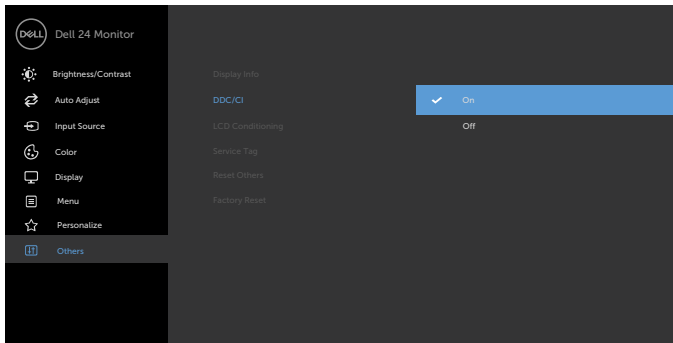 DELL
Dell 24 Monitor
Brightness/Contrast
Auto Adjust
Input Source
Color
Display
Menu
Personalize
Others
Display Info
DDC/CI
LCD Conditioning
Service Tag
Reset Others
Factory Reset
On
Off